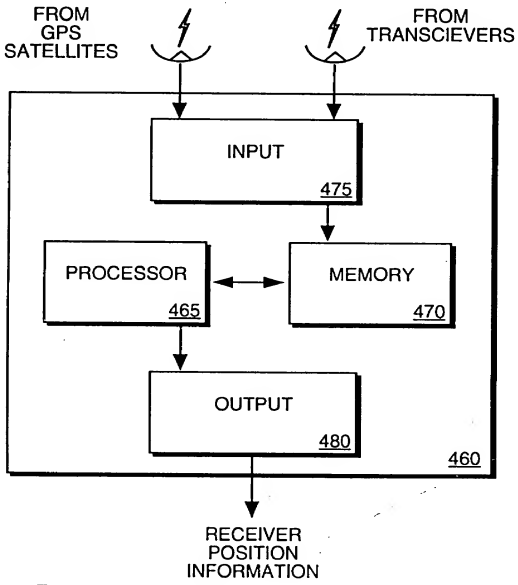 FROM
GPS
SATELLITES
FROM
TRANSCIEVERS
INPUT
475
PROCESSOR
465
MEMORY
470
OUTPUT
480
460
RECEIVER
POSITION
INFORMATION